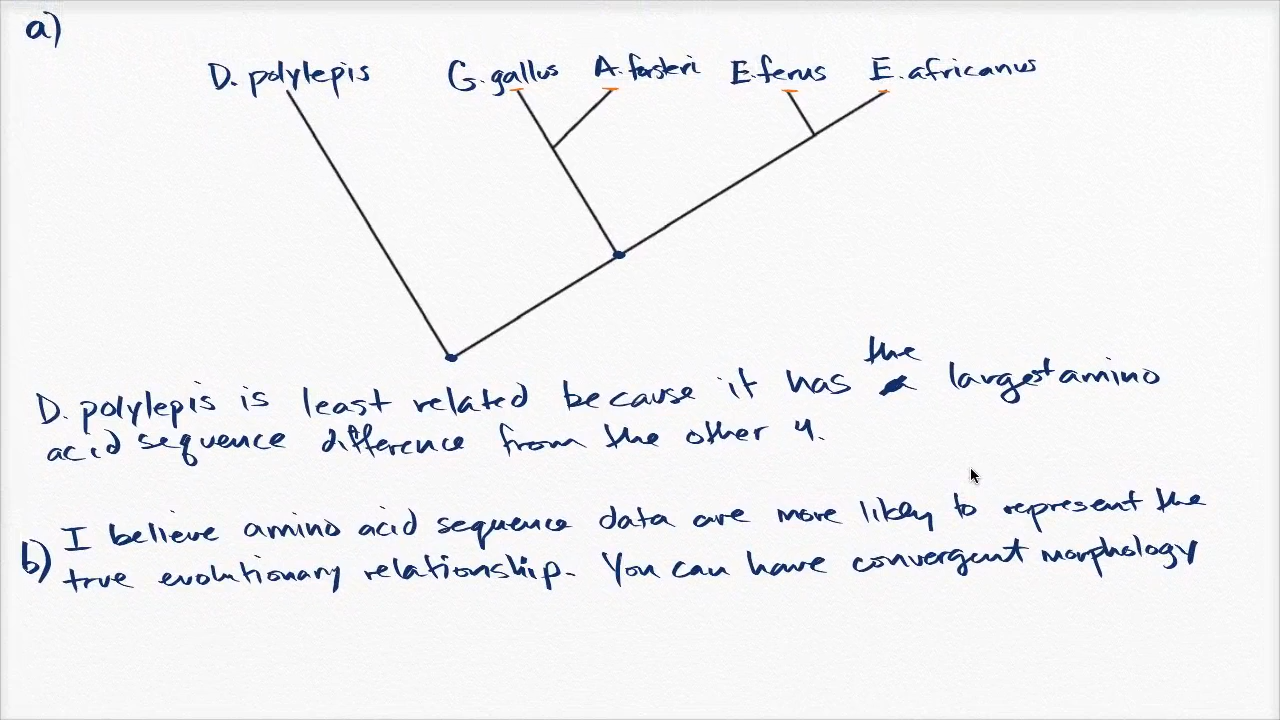 a)
D. polylepis G. gallus A. forsteri E. ferus E. africanus
the
D. polylepis is least related because it has largest amino
acid sequence difference from the other 4.
I believe amino acid sequence data are more likely to represent the
b) true evolutionary relationship. You can have convergent morphology